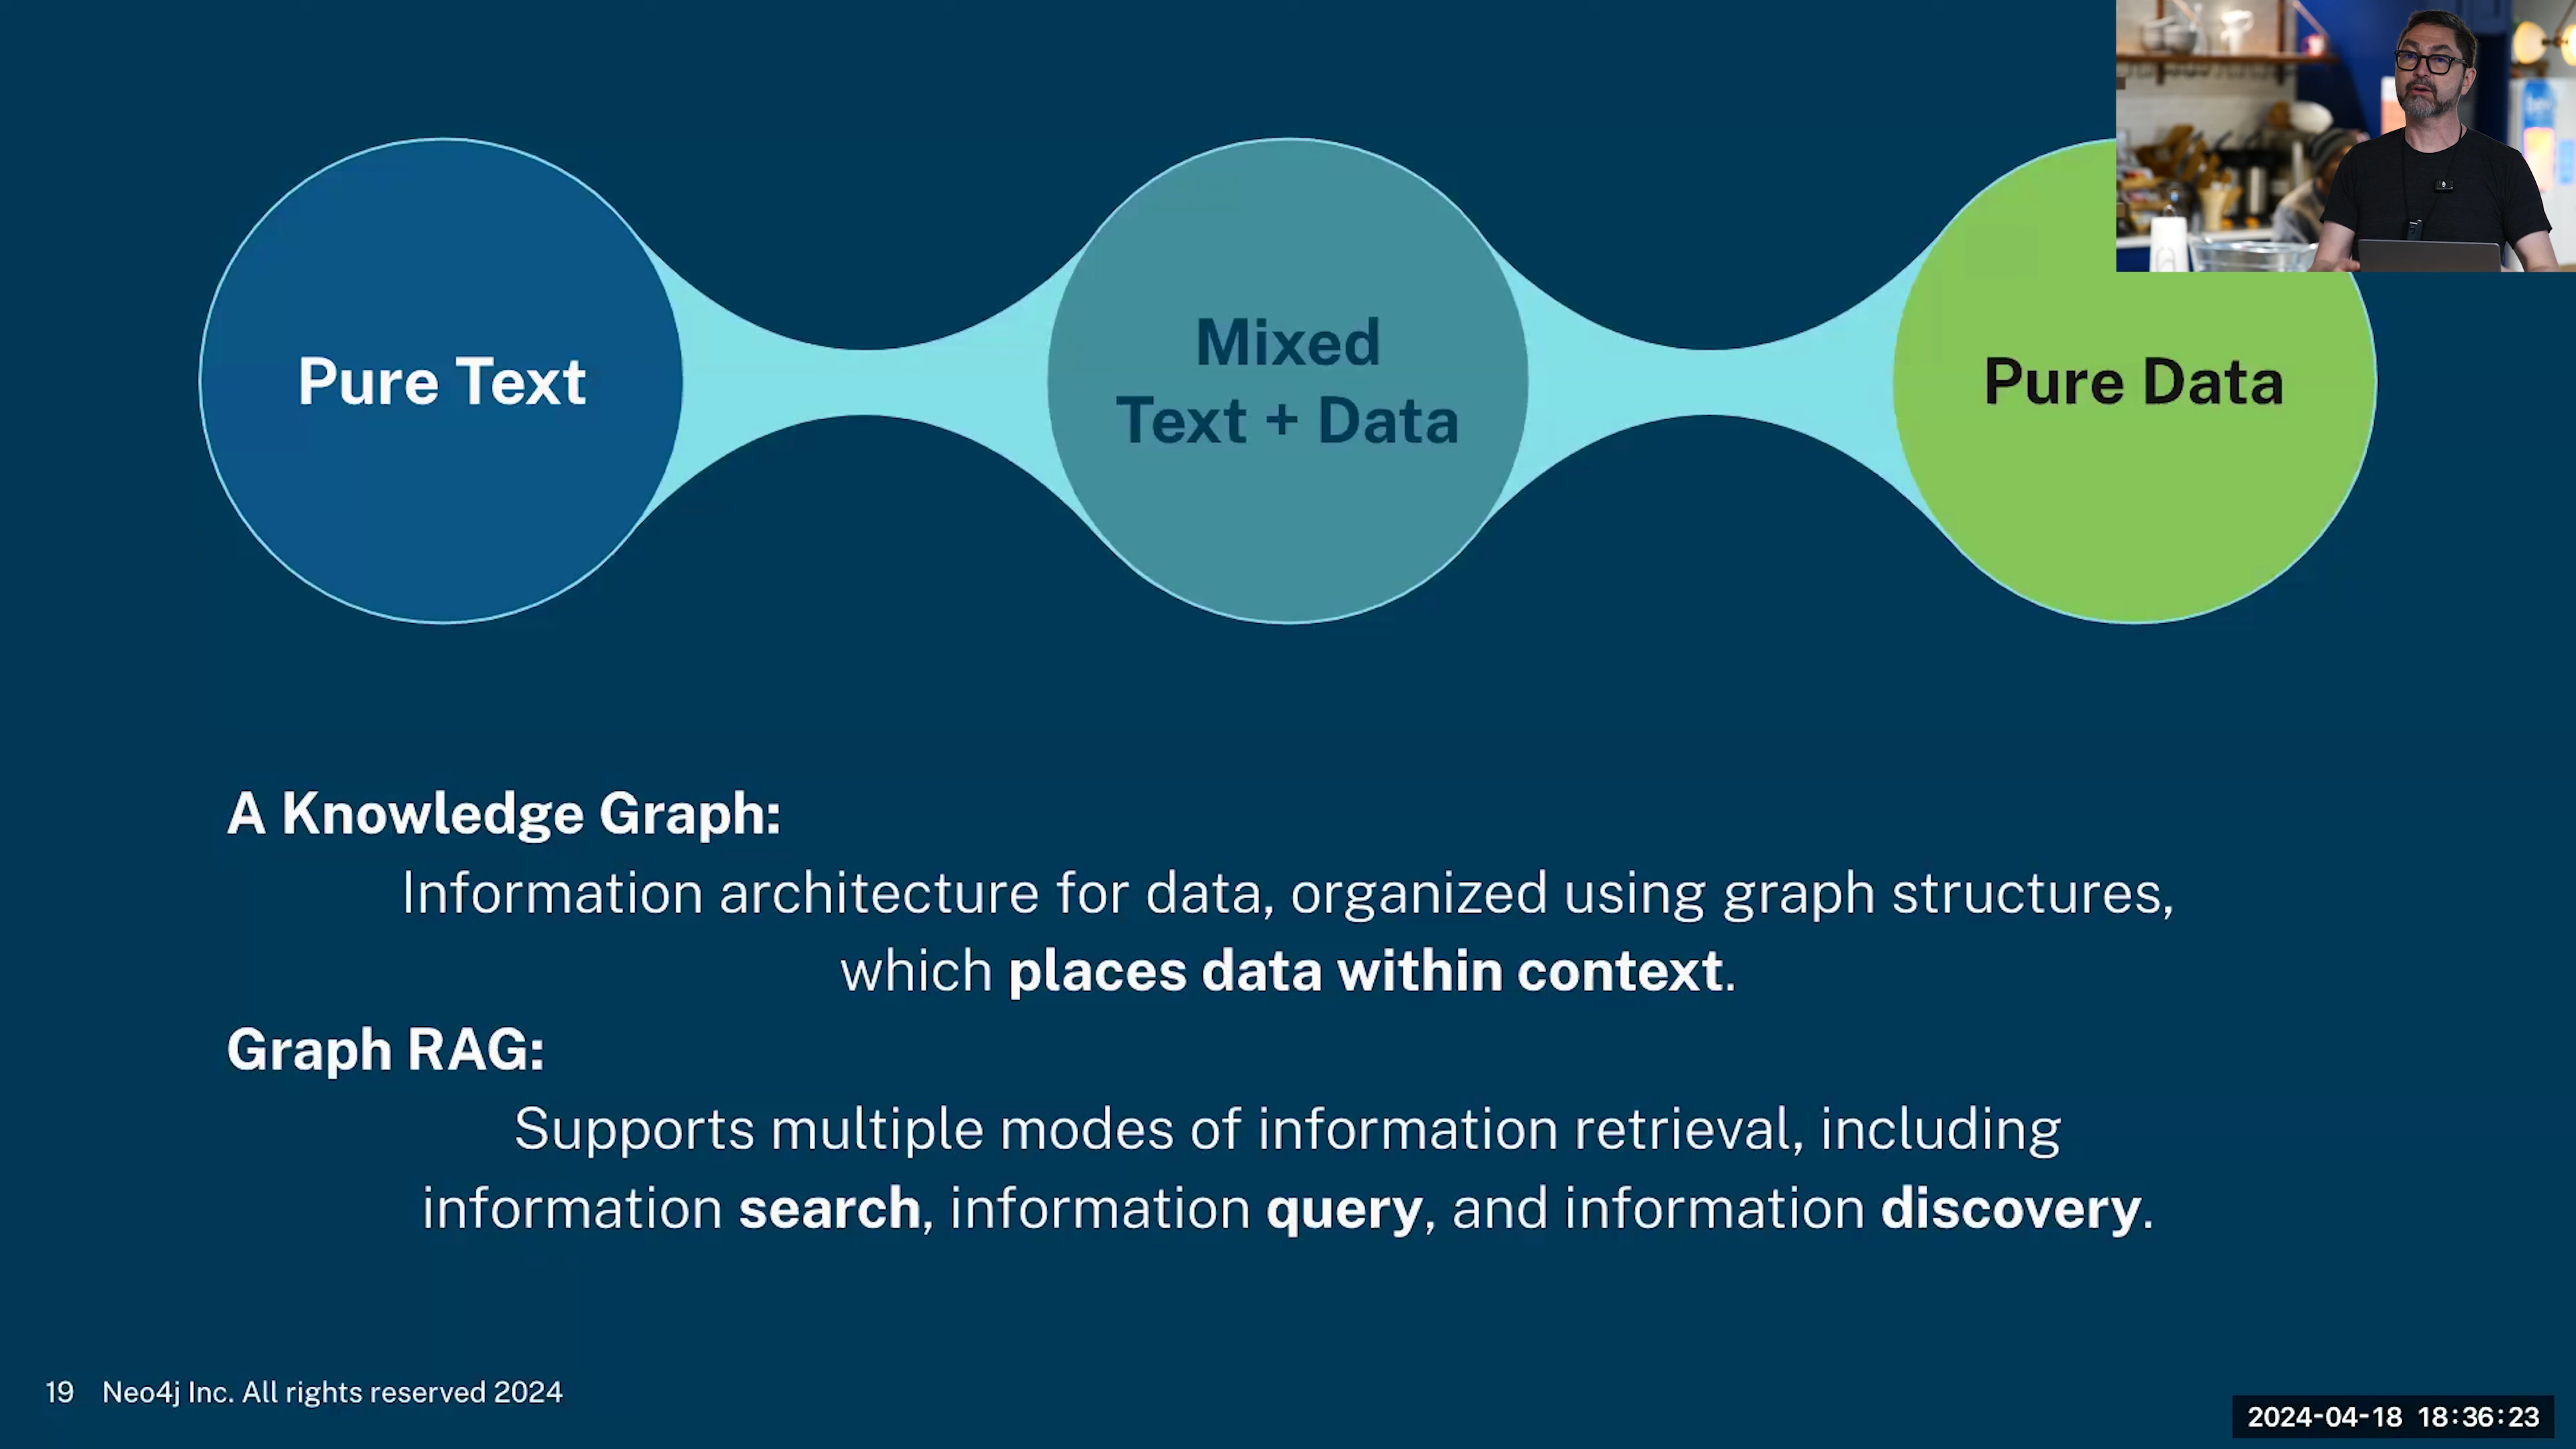 Pure Text
Mixed
Text + Data
Pure Data
A Knowledge Graph:
Information architecture for data, organized using graph structures,
which places data within context.
Graph RAG:
Supports multiple modes of information retrieval, including
information search, information query, and information discovery.
19 Neo4j Inc. All rights reserved 2024
2024-04-18 18:36:23